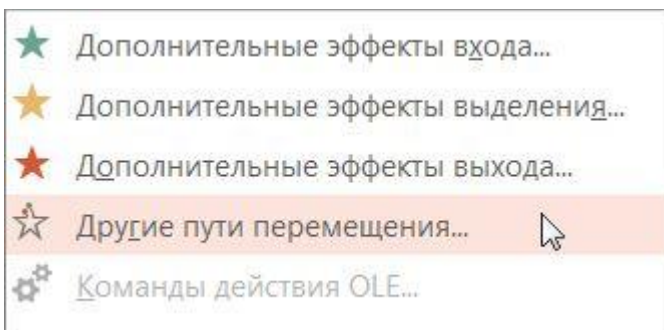 Дополнительные эффекты входа...
Дополнительные эффекты выделения...
Дополнительные эффекты выхода...
Другие пути перемещения...
Команды действия OLE...